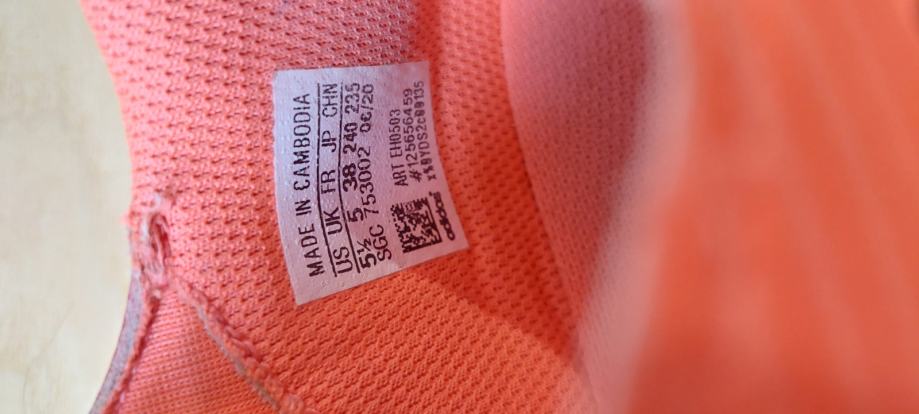 MADE IN CAMBODIA
US UK FR JP CHN
5½ 5 38 240 235
SGC 753002 06/20
ART EH0503
#125656459
adidas